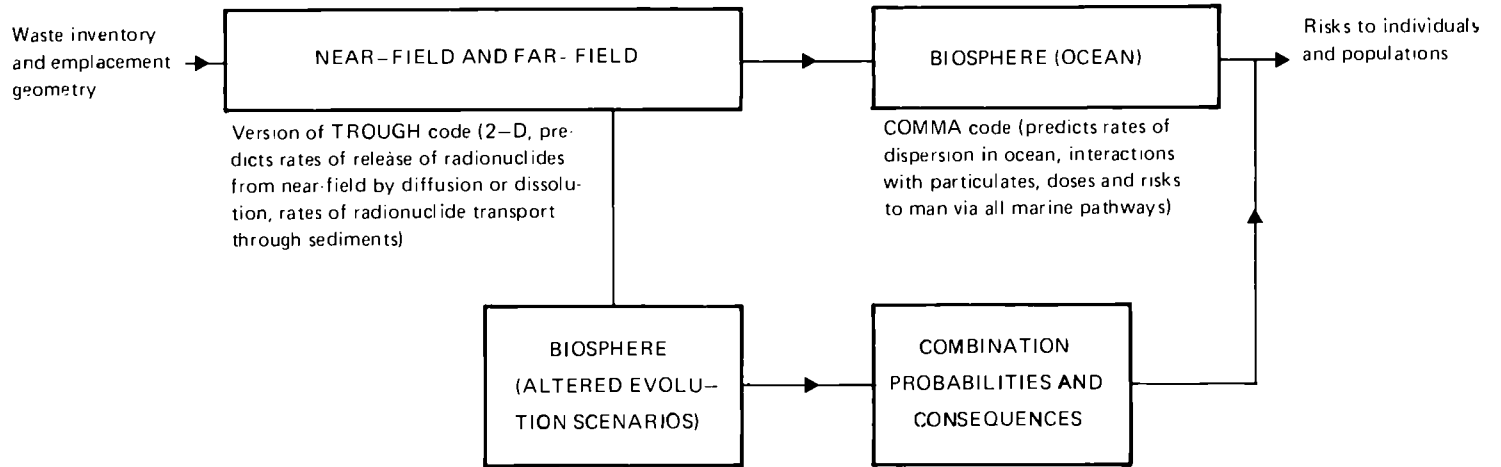 Waste inventory
and emplacement
geometry
NEAR–FIELD AND FAR- FIELD
Version of TROUGH code (2–D, pre-
dicts rates of release of radionuclides
from near-field by diffusion or dissolu-
tion, rates of radionuclide transport
through sediments)
BIOSPHERE (OCEAN)
COMMA code (predicts rates of
dispersion in ocean, interactions
with particulates, doses and risks
to man via all marine pathways)
Risks to individuals
and populations
BIOSPHERE
(ALTERED EVOLU–
TION SCENARIOS)
COMBINATION
PROBABILITIES AND
CONSEQUENCES